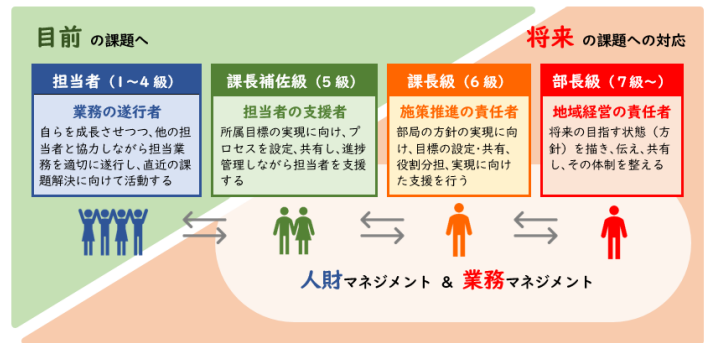 目前 の課題へ
将来 の課題への対応
担当者（1～4 級）
業務の遂行者
自らを成長させつつ、他の
担当者と協力しながら担当業
務を適切に遂行し、直近の課
題解決に向けて活動する
課長補佐級（5 級）
担当者の支援者
所属目標の実現に向け、プ
ロセスを設定、共有し、進捗
管理しながら担当者を支援
する
課長級（6 級）
施策推進の責任者
部局の方針の実現に向
け、目標の設定・共有、
役割分担、実現に向け
た支援を行う
部長級（7 級～）
地域経営の責任者
将来の目指す状態（方
針）を描き、伝え、共有
し、その体制を整える
人財マネジメント ＆ 業務マネジメント